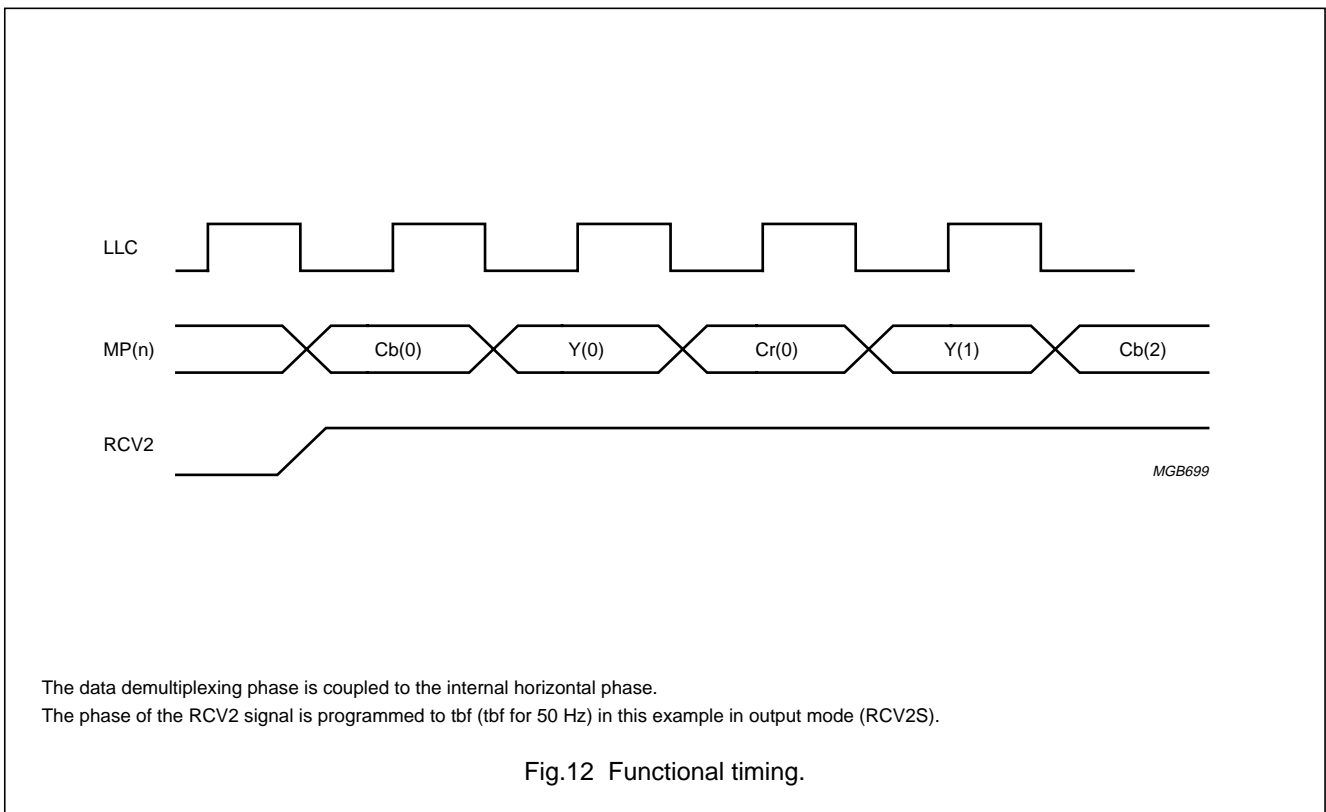 LLC
MP(n)
Cb(0)
Y(0)
Cr(0)
Y(1)
Cb(2)
RCV2
MGB699
The data demultiplexing phase is coupled to the internal horizontal phase.
The phase of the RCV2 signal is programmed to tbf (tbf for 50 Hz) in this example in output mode (RCV2S).
Fig.12 Functional timing.